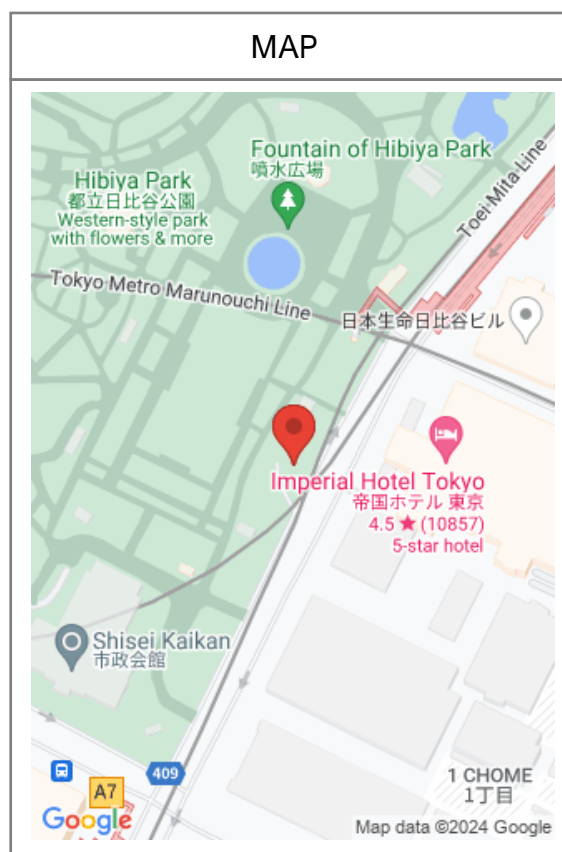 MAP
Fountain of Hibiya Park
噴水広場
Hibiya Park
都立日比谷公園
Western-style park
with flowers & more
Toei Mita Line
Tokyo Metro Marunouchi Line
日本生命日比谷ビル
Imperial Hotel Tokyo
帝国ホテル 東京
4.5 ★ (10857)
5-star hotel
Shisei Kaikan
市政会館
409
A7
1 CHOME
1丁目
Google
Map data ©2024 Google